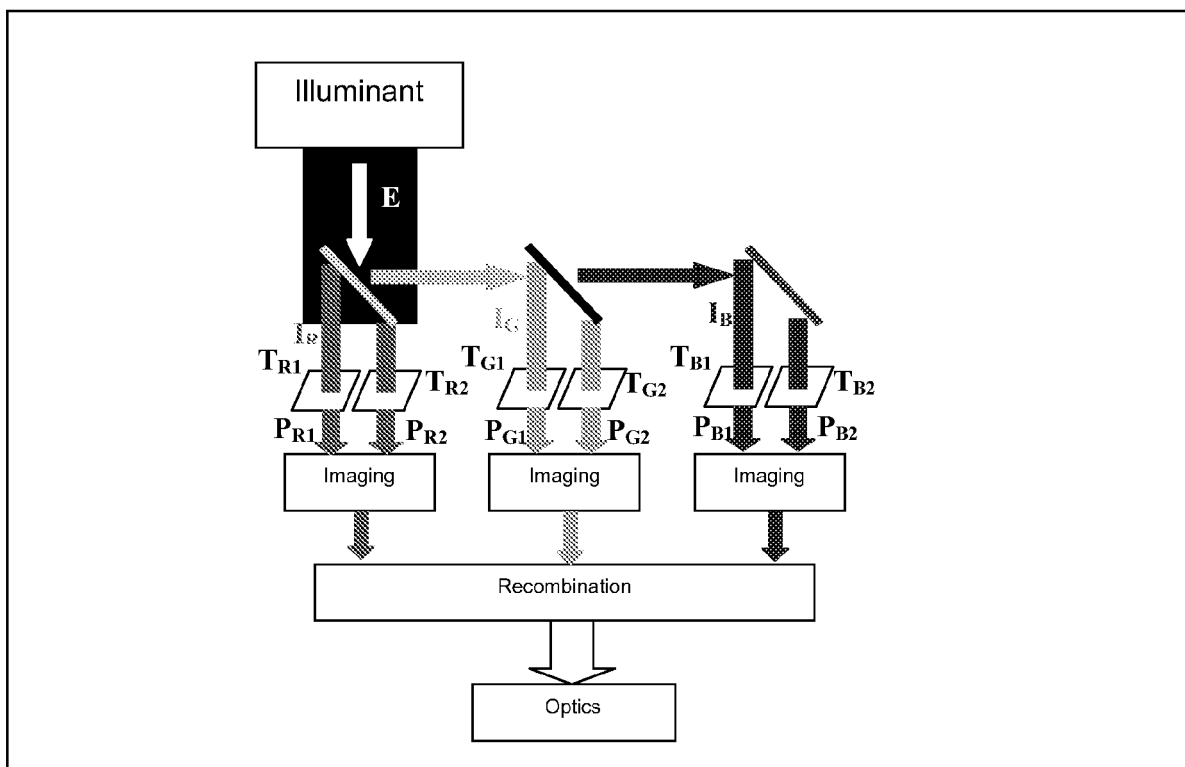 Illuminant
E
I_R
I_G
I_B
T_R1
T_R2
T_G1
T_G2
T_B1
T_B2
P_R1
P_R2
P_G1
P_G2
P_B1
P_B2
Imaging
Imaging
Imaging
Recombination
Optics